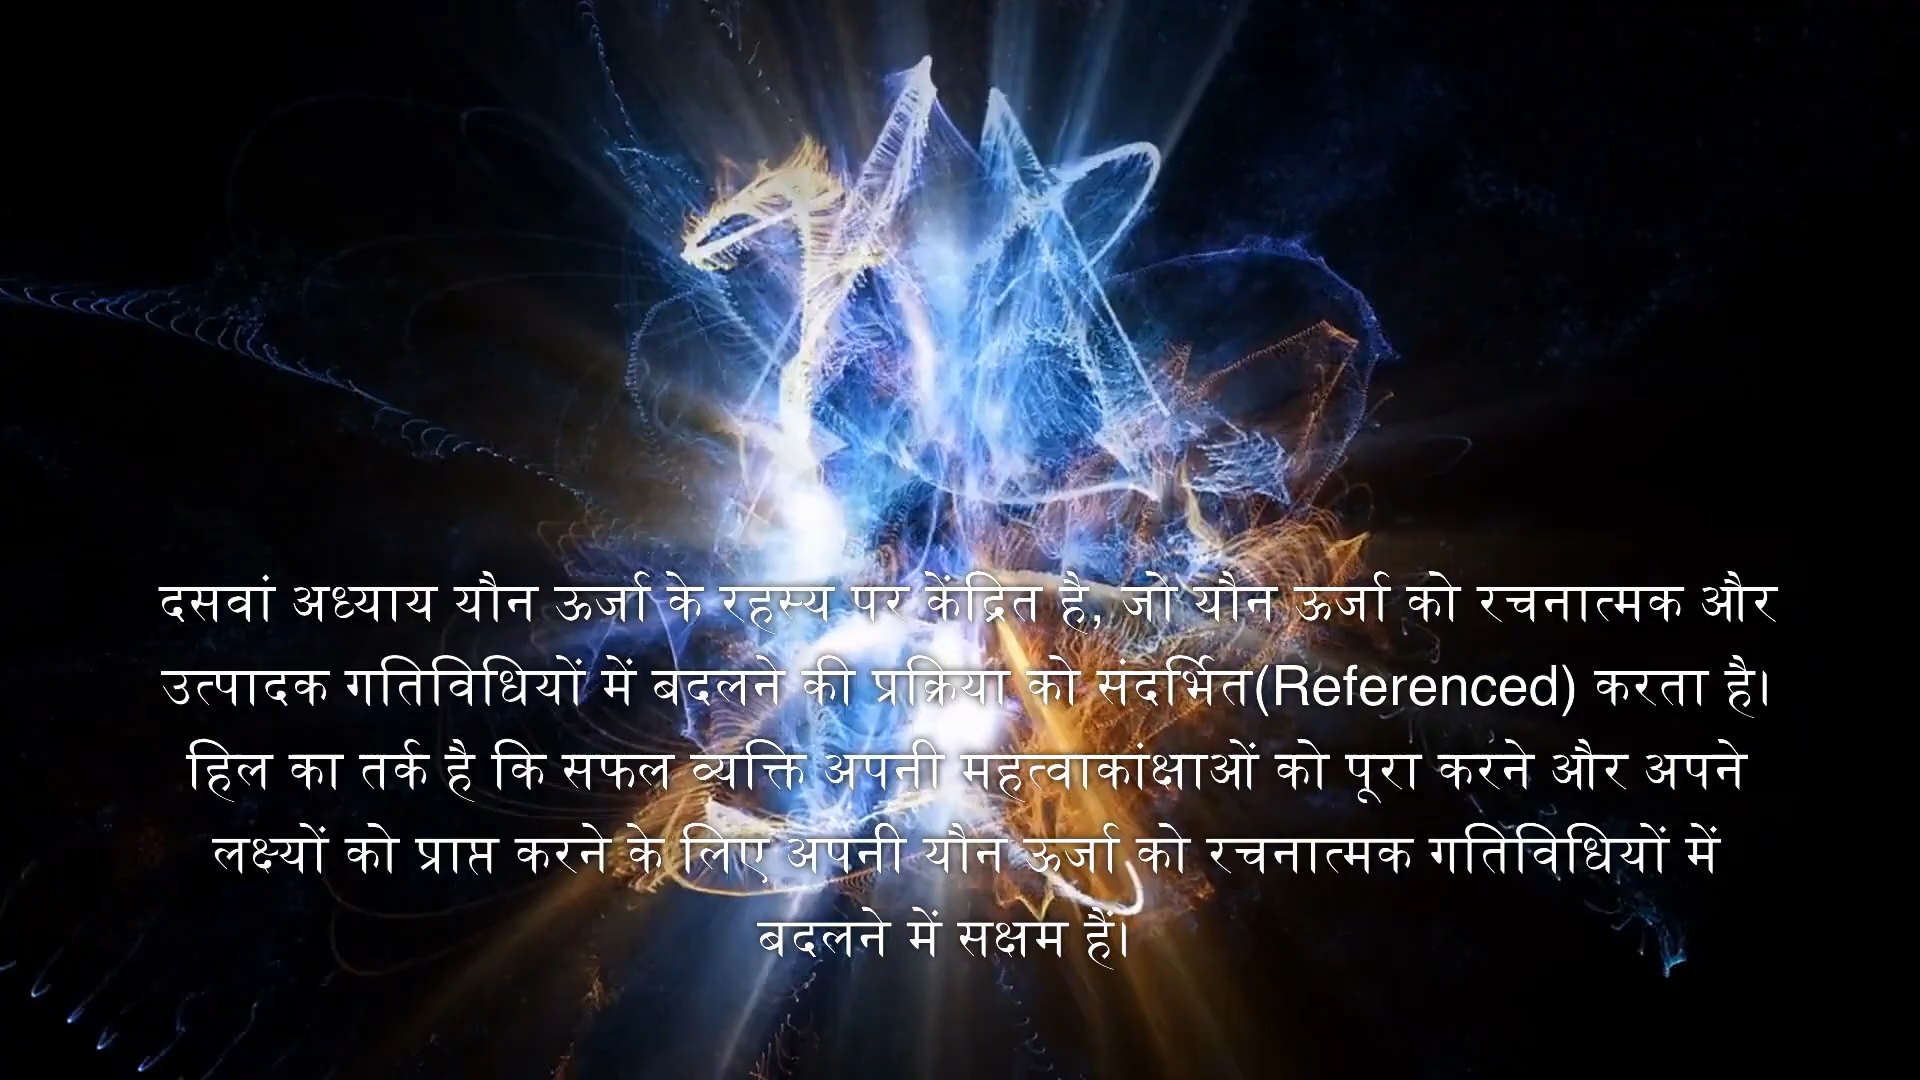 दसवां अध्याय यौन ऊर्जा के रहस्य पर केंद्रित है, जो यौन ऊर्जा को रचनात्मक और
उत्पादक गतिविधियों में बदलने की प्रक्रिया को संदर्भित(Referenced) करता है।
हिल का तर्क है कि सफल व्यक्ति अपनी महत्वाकांक्षाओं को पूरा करने और अपने
लक्ष्यों को प्राप्त करने के लिए अपनी यौन ऊर्जा को रचनात्मक गतिविधियों में
बदलने में सक्षम हैं।